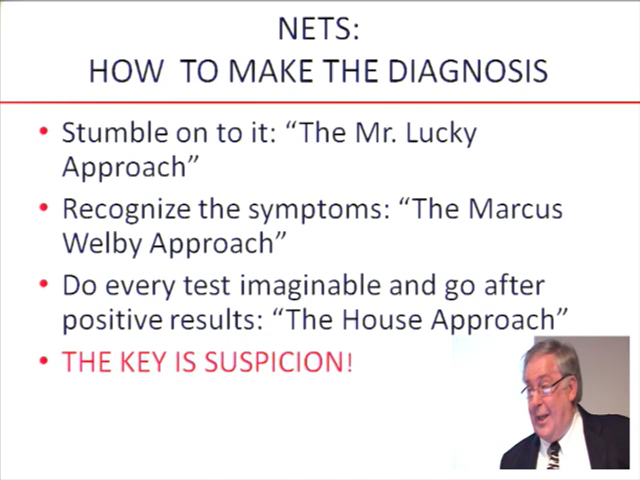 NETS:
HOW TO MAKE THE DIAGNOSIS
• Stumble on to it: “The Mr. Lucky
Approach”
• Recognize the symptoms: “The Marcus
Welby Approach”
• Do every test imaginable and go after
positive results: “The House Approach”
• THE KEY IS SUSPICION!